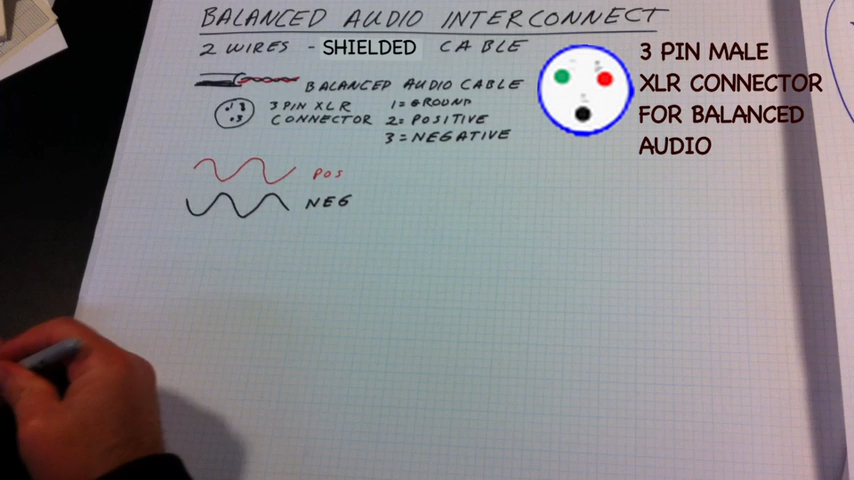 BALANCED AUDIO INTERCONNECT
2 WIRES - SHIELDED CABLE
BALANCED AUDIO CABLE
3 PIN XLR
CONNECTOR
1 = GROUND
2 = POSITIVE
3 = NEGATIVE
POS
NEG
3 PIN MALE
XLR CONNECTOR
FOR BALANCED
AUDIO